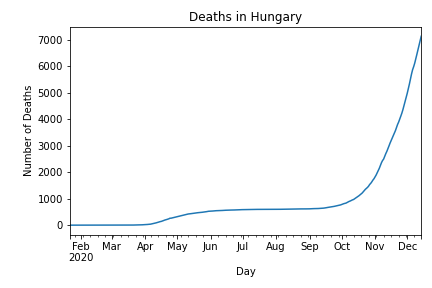 Deaths in Hungary
Number of Deaths
7000
6000
5000
4000
3000
2000
1000
0
Feb Mar Apr May Jun Jul Aug Sep Oct Nov Dec
2020
Day